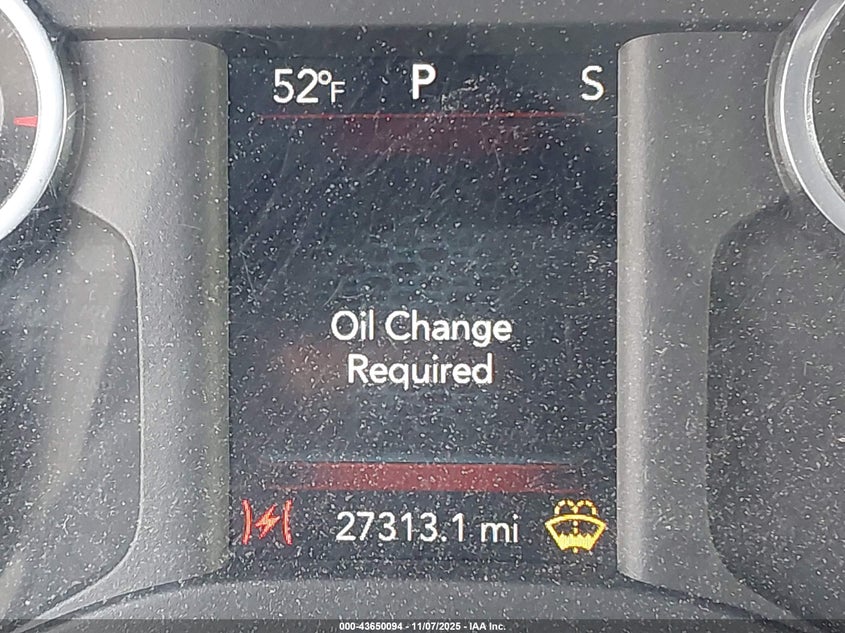 52°F P S
Oil Change
Required
27313.1 mi
000-43650094 - 11/07/2025 - IAA Inc.